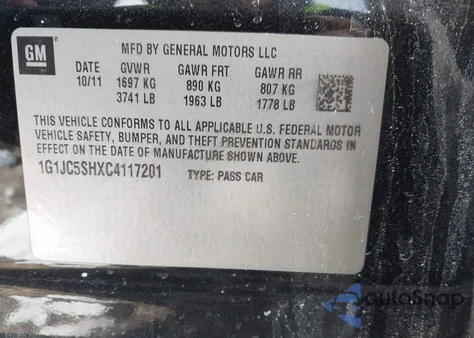 GM
MFD BY GENERAL MOTORS LLC
DATE GVWR GAWR FRT GAWR RR
10/11 1697 KG 890 KG 807 KG
3741 LB 1963 LB 1778 LB
THIS VEHICLE CONFORMS TO ALL APPLICABLE U.S. FEDERAL MOTOR
VEHICLE SAFETY, BUMPER, AND THEFT PREVENTION STANDARDS IN
EFFECT ON THE DATE OF MANUFACTURE SHOWN ABOVE.
1G1JC5SHXC4117201 TYPE: PASS CAR
AutoSnap